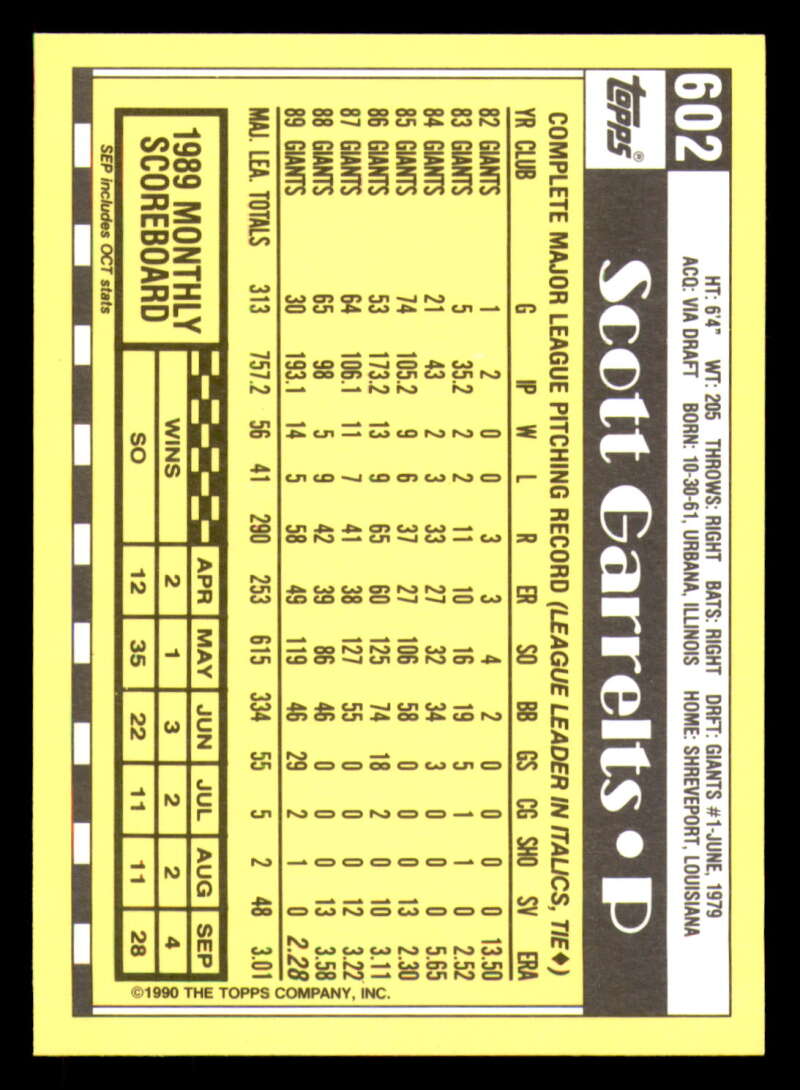 602
HT: 6'4" WT: 205 THROWS: RIGHT BATS: RIGHT DRFT: GIANTS #1-JUNE, 1979
ACQ: VIA DRAFT BORN: 10-30-61, URBANA, ILLINOIS HOME: SHREVEPORT, LOUISIANA
Topps® Scott Garrelts • P
COMPLETE MAJOR LEAGUE PITCHING RECORD (LEAGUE LEADER IN ITALICS, TIE♦)
YR CLUB G IP W L R ER SO BB GS CG SHO SV ERA
82 GIANTS 1 2 0 0 3 3 4 2 0 0 0 0 13.50
83 GIANTS 5 35.2 2 2 11 10 16 19 5 1 1 0 2.52
84 GIANTS 21 43 2 3 33 27 32 34 3 0 0 0 5.65
85 GIANTS 74 105.2 9 6 37 27 106 58 0 0 0 13 2.30
86 GIANTS 53 173.2 13 9 65 60 125 74 18 2 0 10 3.11
87 GIANTS 64 106.1 11 7 41 38 127 55 0 0 0 12 3.22
88 GIANTS 65 98 5 9 42 39 86 46 0 0 0 13 3.58
89 GIANTS 30 193.1 14 5 58 49 119 46 29 2 1 0 2.28
MAJ. LEA. TOTALS 313 757.2 56 41 290 253 615 334 55 5 2 48 3.01
1989 MONTHLY
SCOREBOARD
APR MAY JUN JUL AUG SEP
WINS 2 1 3 2 2 4
SO 12 35 22 11 11 28
SEP includes OCT stats
©1990 THE TOPPS COMPANY, INC.